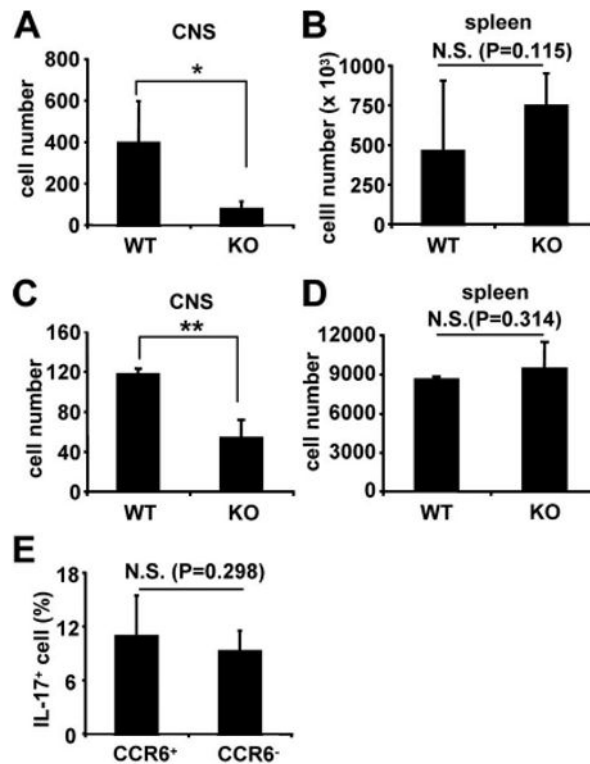 A
CNS
*
cell number
800
600
400
200
0
WT KO
B
spleen
N.S. (P=0.115)
celll number (x 10³)
1000
750
500
250
0
WT KO
C
CNS
**
cell number
160
120
80
40
0
WT KO
D
spleen
N.S.(P=0.314)
cell number
12000
9000
6000
3000
0
WT KO
E
N.S. (P=0.298)
IL-17⁺ cell (%)
18
12
6
0
CCR6⁺ CCR6⁻